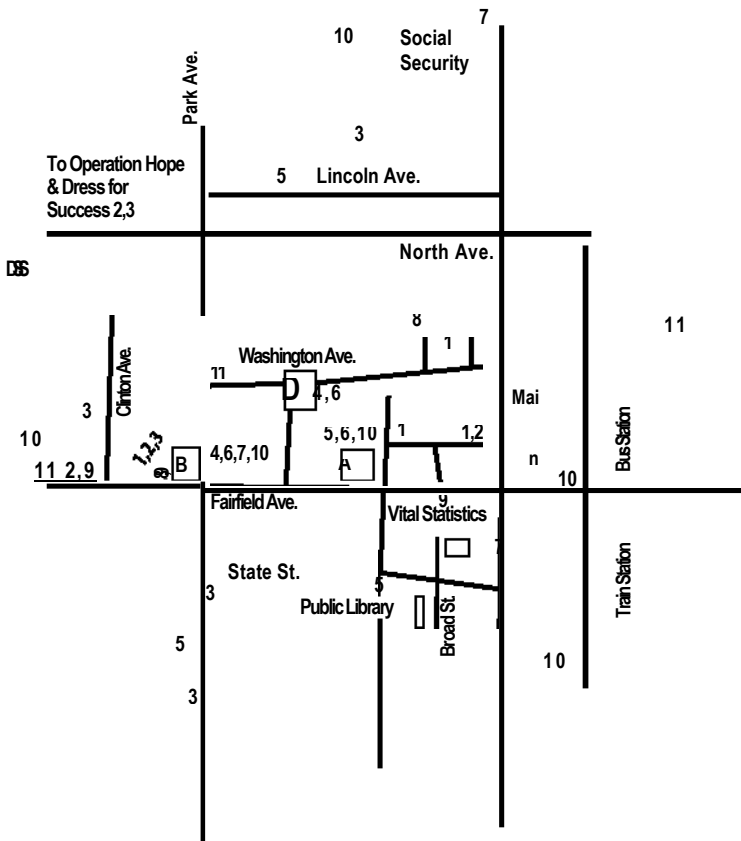 7
10 Social
Security
Park Ave.
3
To Operation Hope
& Dress for
Success 2,3
5 Lincoln Ave.
North Ave.
DSS
8
11
1
Washington Ave.
11
D 4,6
Clinton Ave.
Mai
3
5,6,10 1 1,2
10
1,2,3
4,6,7,10
Bus Station
B
A
n
11 2,9
10
9
Fairfield Ave.
Vital Statistics
State St.
3
5
Public Library
Broad St.
Train Station
5
10
3